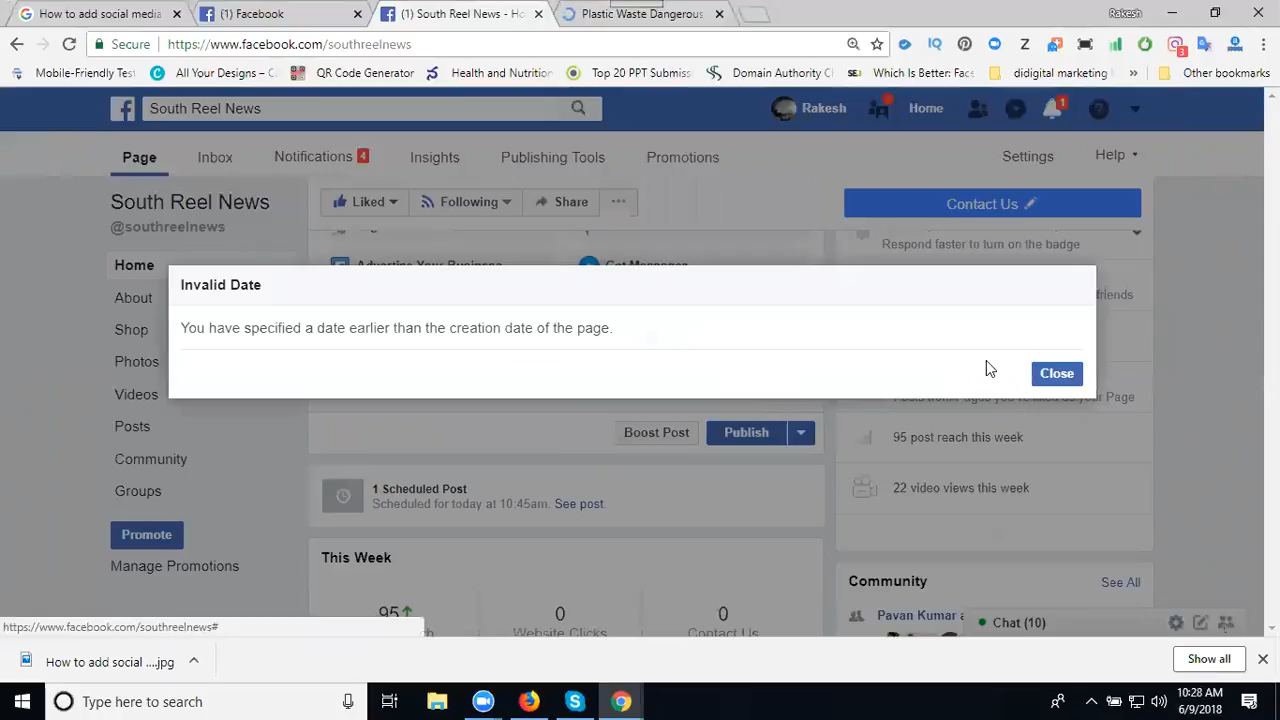 How to add social media
(1) Facebook
(1) South Reel News - Ho
Plastic Waste Dangerous
Rakesh
Secure
https://www.facebook.com/southreelnews
Mobile-Friendly Test
All Your Designs –
QR Code Generator
Health and Nutrition
Top 20 PPT Submiss
Domain Authority C
Which Is Better: Fac
didigital marketing
Other bookmarks
South Reel News
Rakesh
Home
1
Page
Inbox
Notifications 4
Insights
Publishing Tools
Promotions
Settings
Help
South Reel News
@southreelnews
Liked
Following
Share
Contact Us
Respond faster to turn on the badge
Home
About
Shop
Photos
Videos
Posts
Community
Groups
Promote
Manage Promotions
friends
Invalid Date
You have specified a date earlier than the creation date of the page.
Close
Boost Post
Publish
95 post reach this week
22 video views this week
1 Scheduled Post
Scheduled for today at 10:45am. See post.
This Week
95
0
Website Clicks
0
Contact Us
Community
See All
Pavan Kumar a
Chat (10)
https://www.facebook.com/southreelnews#
How to add social ....jpg
Show all
Type here to search
10:28 AM
6/9/2018